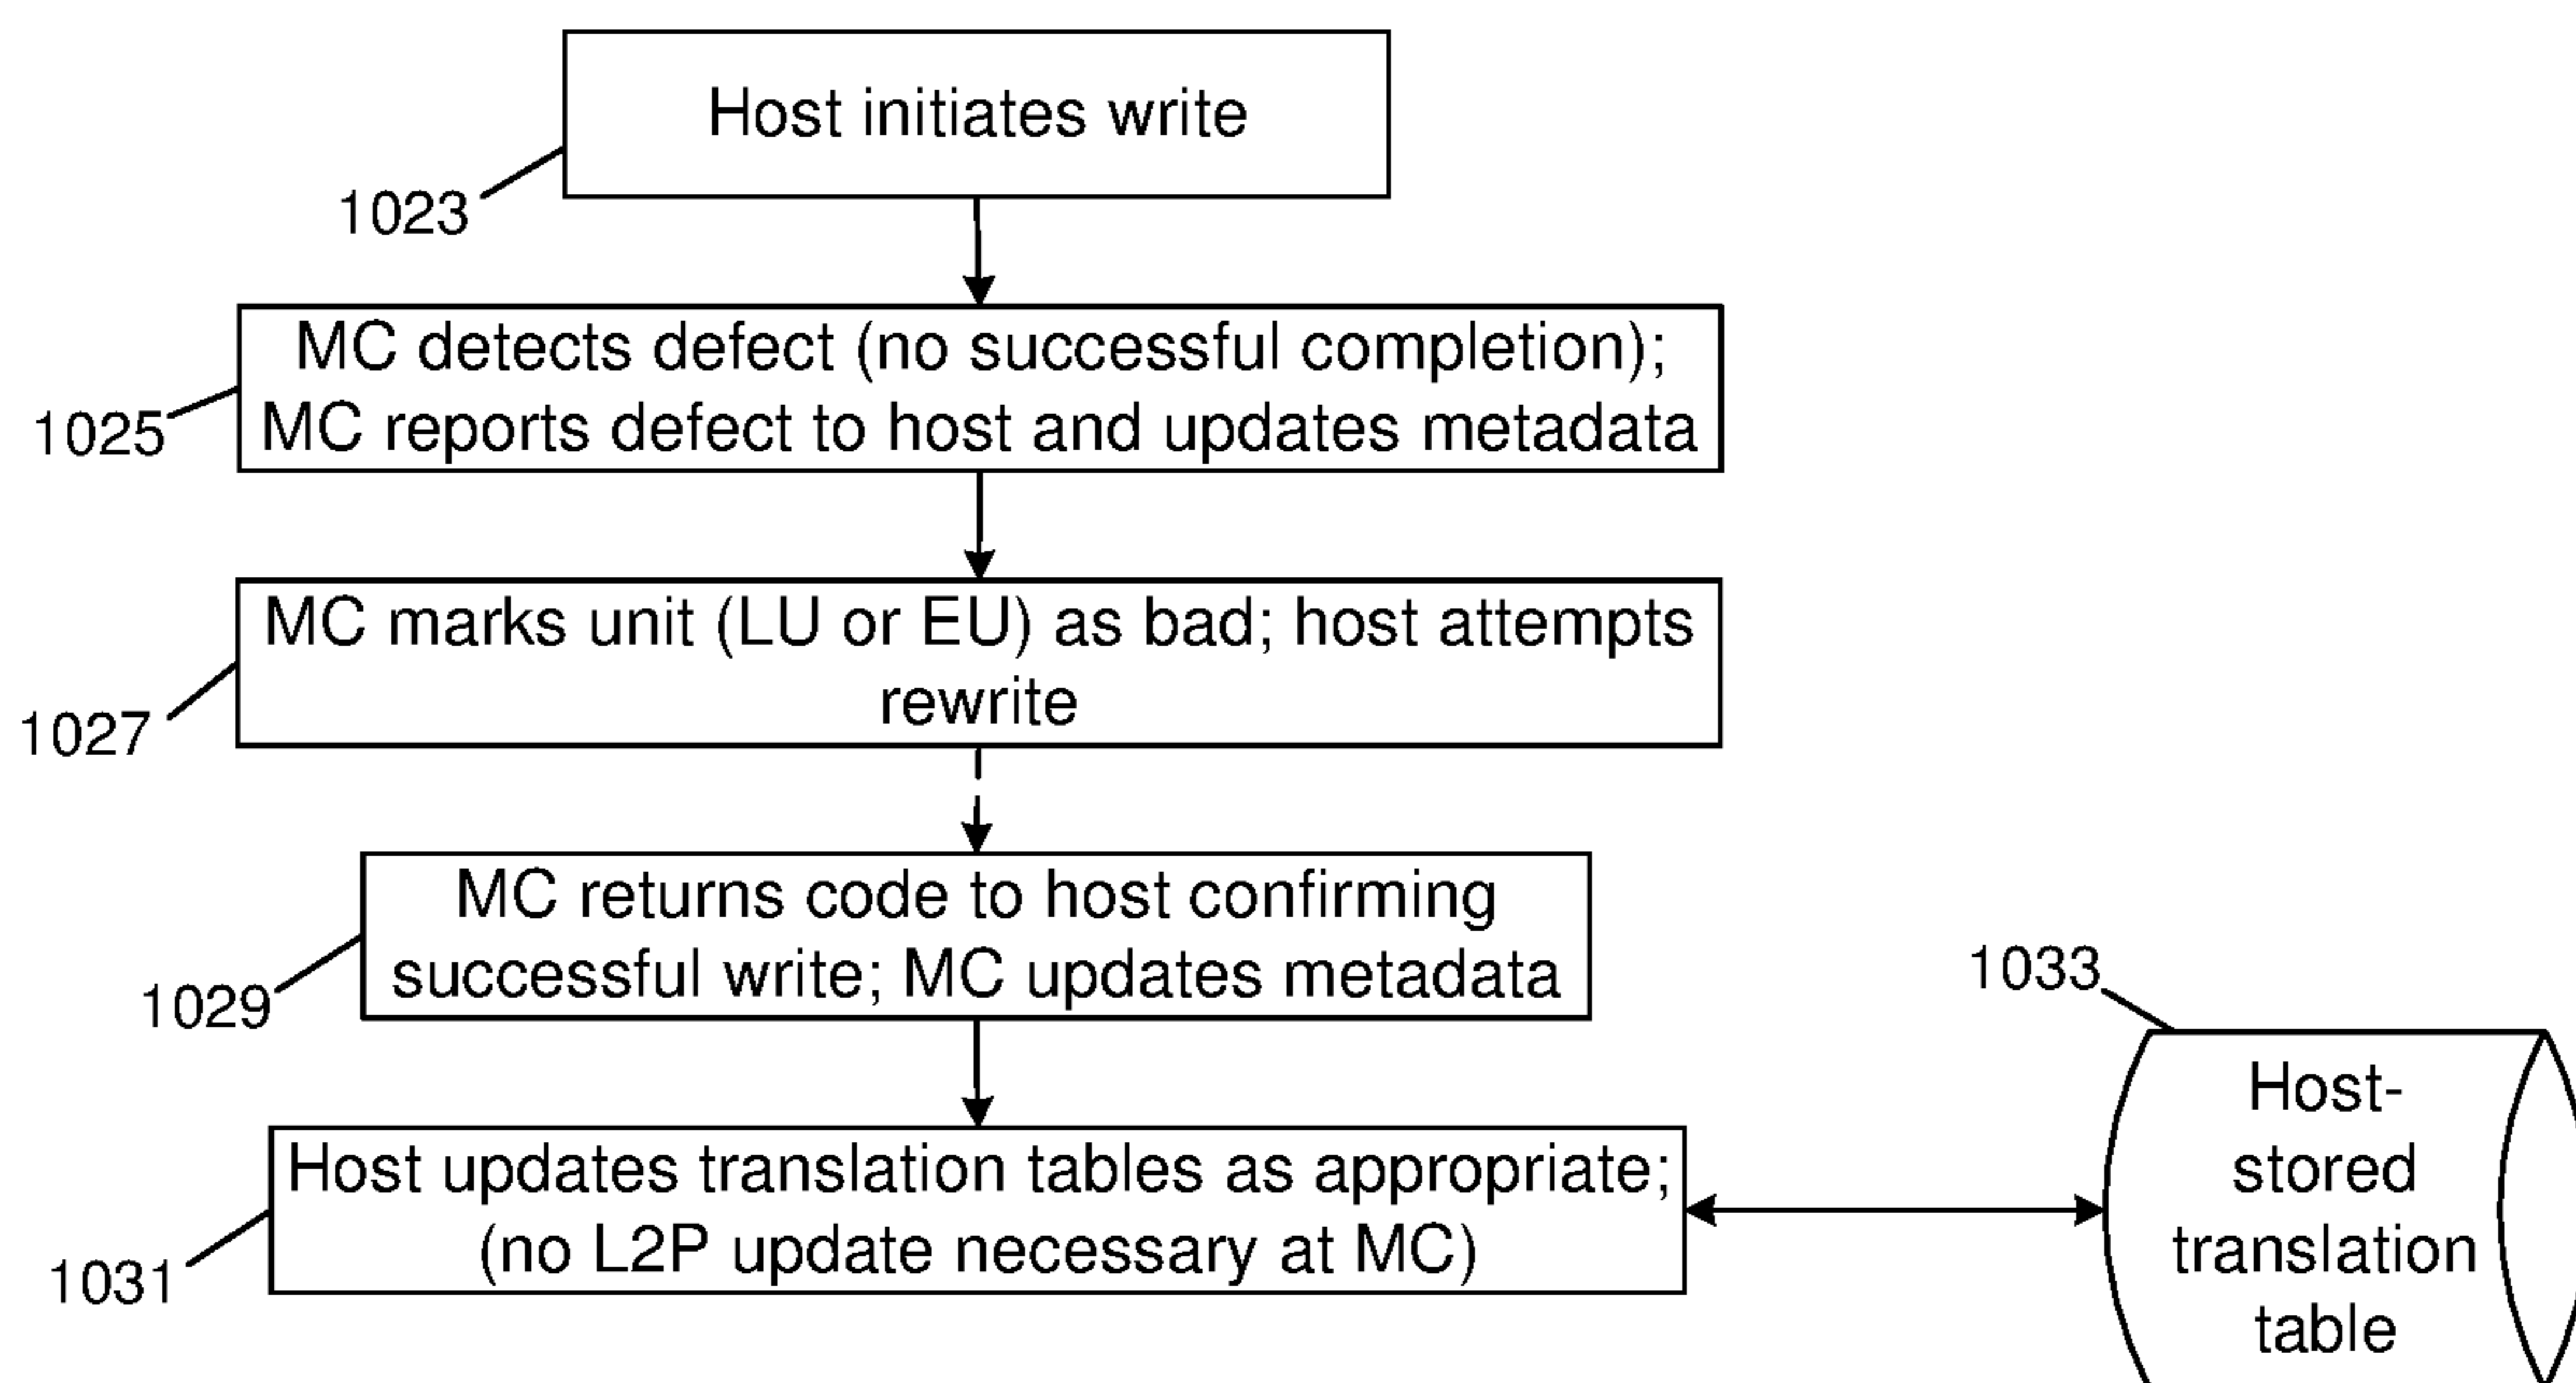 Host initiates write
1023
MC detects defect (no successful completion);
MC reports defect to host and updates metadata
1025
MC marks unit (LU or EU) as bad; host attempts
rewrite
1027
MC returns code to host confirming
successful write; MC updates metadata
1029
1033
Host updates translation tables as appropriate;
(no L2P update necessary at MC)
1031
Host-
stored
translation
table